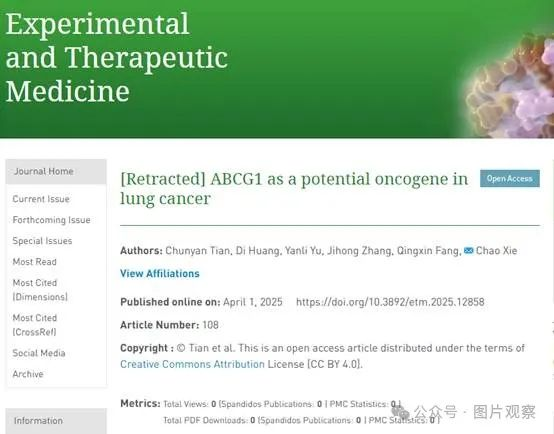 Experimental
and Therapeutic
Medicine
Journal Home
Current Issue
Forthcoming Issue
Special Issues
Most Read
Most Cited
(Dimensions)
Most Cited
(CrossRef)
Social Media
Archive
Information
[Retracted] ABCG1 as a potential oncogene in
lung cancer
Open Access
Authors: Chunyan Tian, Di Huang, Yanli Yu, Jihong Zhang, Qingxin Fang, Chao Xie
View Affiliations
Published online on: April 1, 2025 https://doi.org/10.3892/etm.2025.12858
Article Number: 108
Copyright : © Tian et al. This is an open access article distributed under the terms of
Creative Commons Attribution License [CC BY 4.0].
Metrics: Total Views: 0 (Spandidos Publications: 0 | PMC Statistics: 0 )
Total PDF Downloads: 0 (Spandidos Publications: 0 | PMC Statistics: 0 )
公众号 · 图片观察